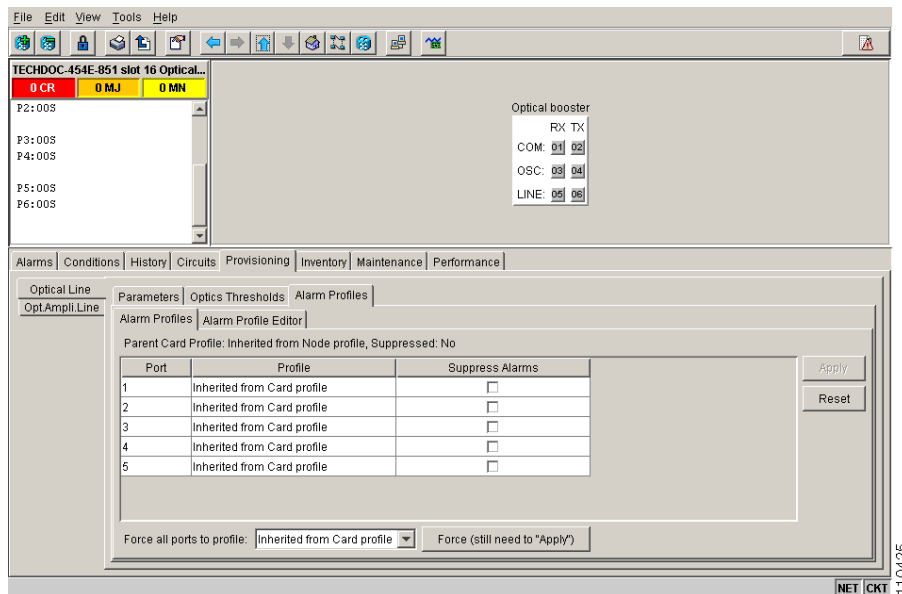 File Edit View Tools Help
TECHDOC-454E-851 slot 16 Optical...
0 CR 0 MJ 0 MN
P2:OOS
P3:OOS
P4:OOS
P5:OOS
P6:OOS
Optical booster
RX TX
COM: 01 02
OSC: 03 04
LINE: 05 06
Alarms Conditions History Circuits Provisioning Inventory Maintenance Performance
Optical Line
Opt.Ampli.Line
Parameters Optics Thresholds Alarm Profiles
Alarm Profiles Alarm Profile Editor
Parent Card Profile: Inherited from Node profile, Suppressed: No
Port Profile Suppress Alarms
1 Inherited from Card profile
2 Inherited from Card profile
3 Inherited from Card profile
4 Inherited from Card profile
5 Inherited from Card profile
Apply
Reset
Force all ports to profile: Inherited from Card profile Force (still need to "Apply")
NET CKT
110425